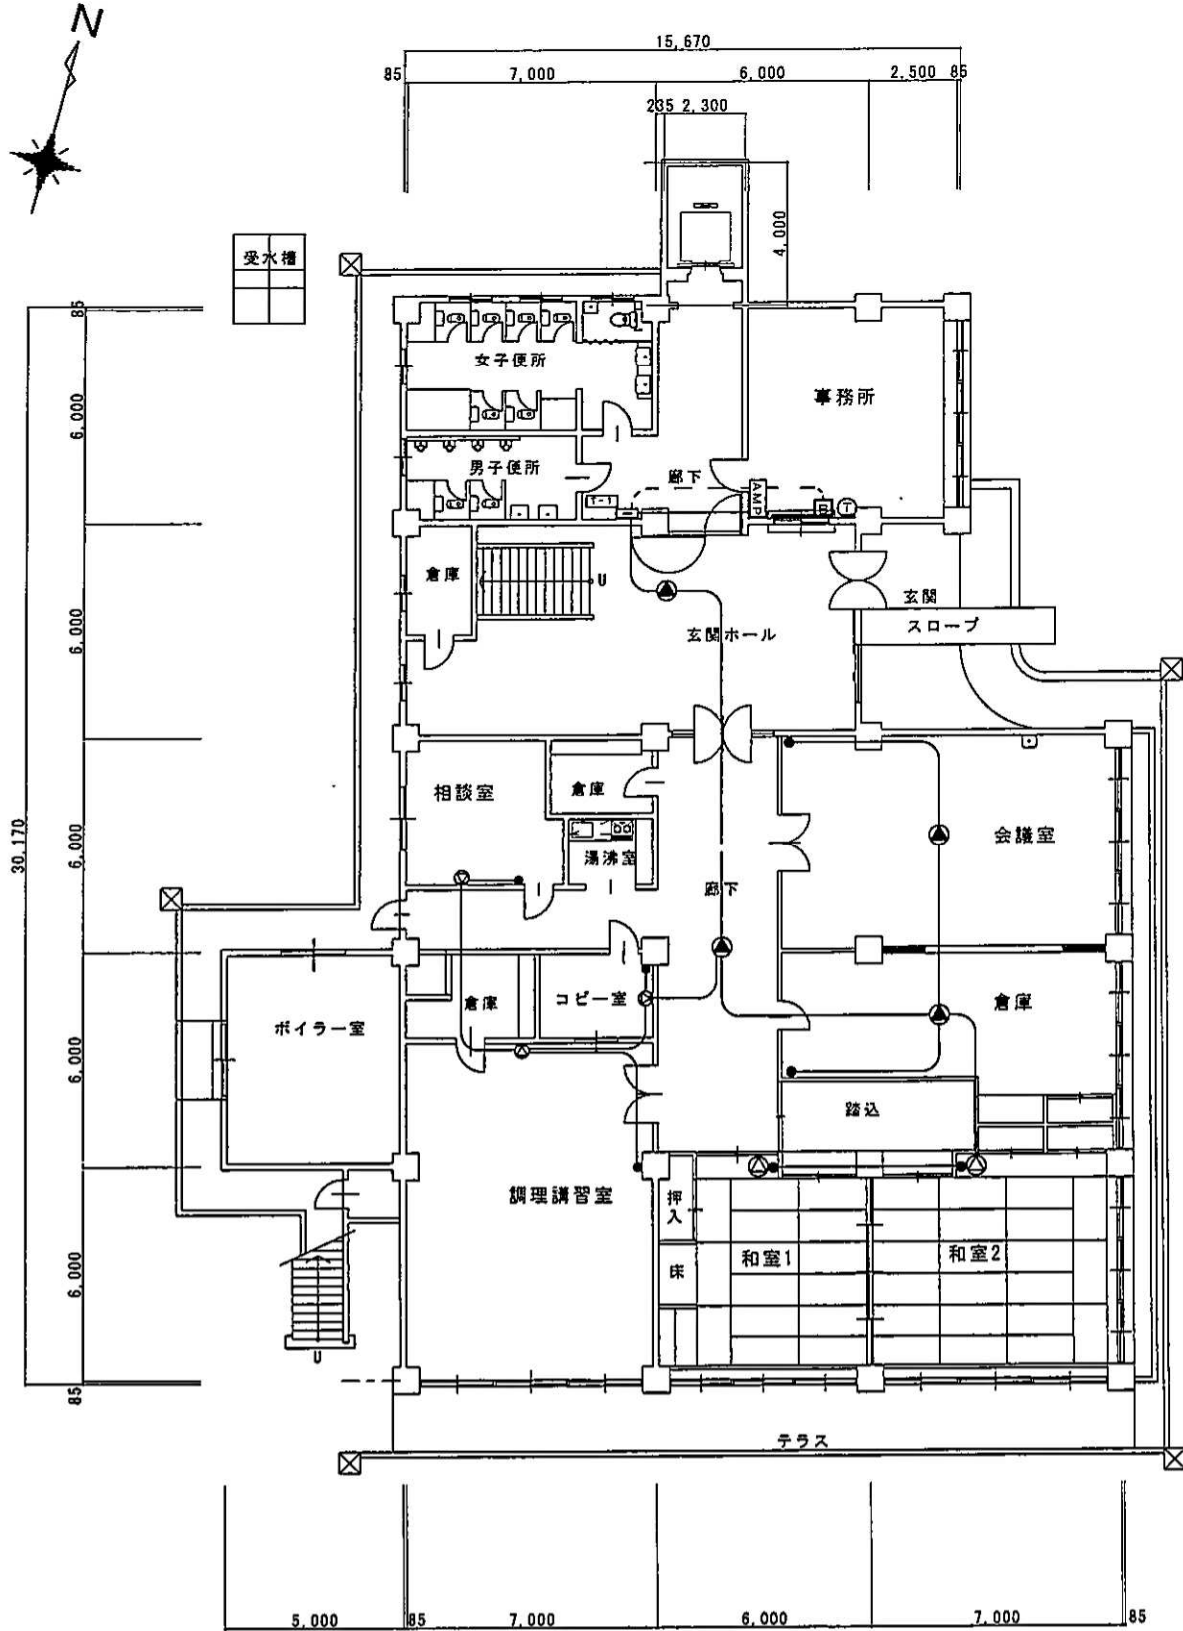 N
15,670
85
7,000
6,000
2,500
85
235
2,300
4,000
受水槽
85
6,000
女子便所
事務所
男子便所
廊下
T-1
AMP
B
T
倉庫
U
玄関
スロープ
玄関ホール
6,000
30,170
相談室
倉庫
会議室
湯沸室
廊下
6,000
倉庫
コピー室
倉庫
ボイラー室
6,000
踏込
調理講習室
押入
和室1
和室2
床
6,000
U
85
テラス
5,000
85
7,000
6,000
7,000
85